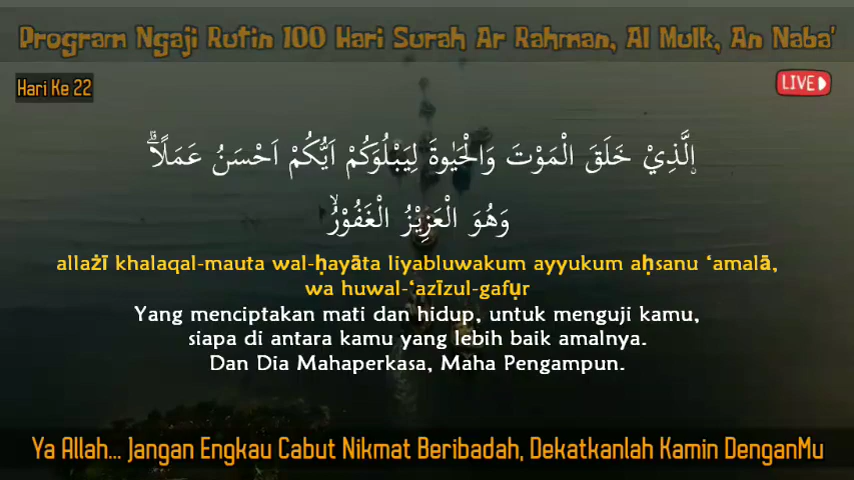 Program Ngaji Rutin 100 Hari Surah Ar Rahman, Al Mulk, An Naba'
Hari Ke 22
LIVE
ۨالَّذِيْ خَلَقَ الْمَوْتَ وَالْحَيٰوةَ لِيَبْلُوَكُمْ اَيُّكُمْ اَحْسَنُ عَمَلًاۗ
وَهُوَ الْعَزِيْزُ الْغَفُوْرُۙ
allażī khalaqal-mauta wal-ḥayāta liyabluwakum ayyukum aḥsanu ‘amalā,
wa huwal-‘azīzul-gafụr
Yang menciptakan mati dan hidup, untuk menguji kamu,
siapa di antara kamu yang lebih baik amalnya.
Dan Dia Mahaperkasa, Maha Pengampun.
Ya Allah... Jangan Engkau Cabut Nikmat Beribadah, Dekatkanlah Kamin DenganMu